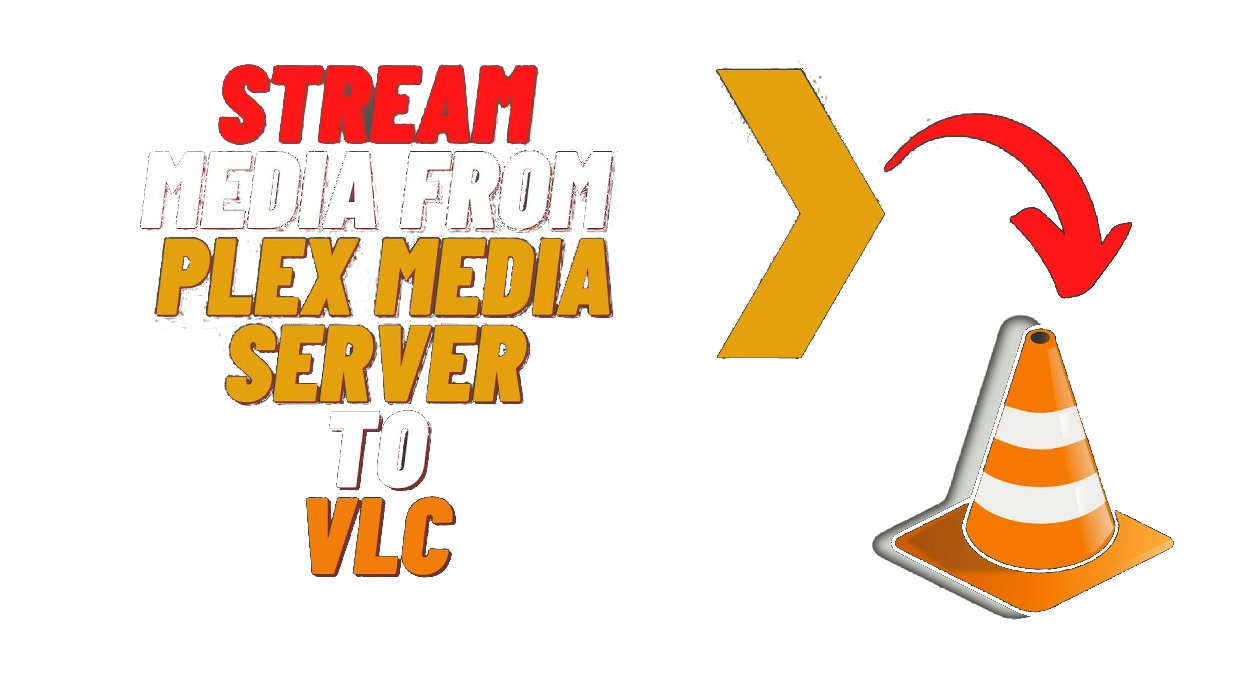 STREAM
MEDIA FROM
PLEX MEDIA
SERVER
TO
VLC